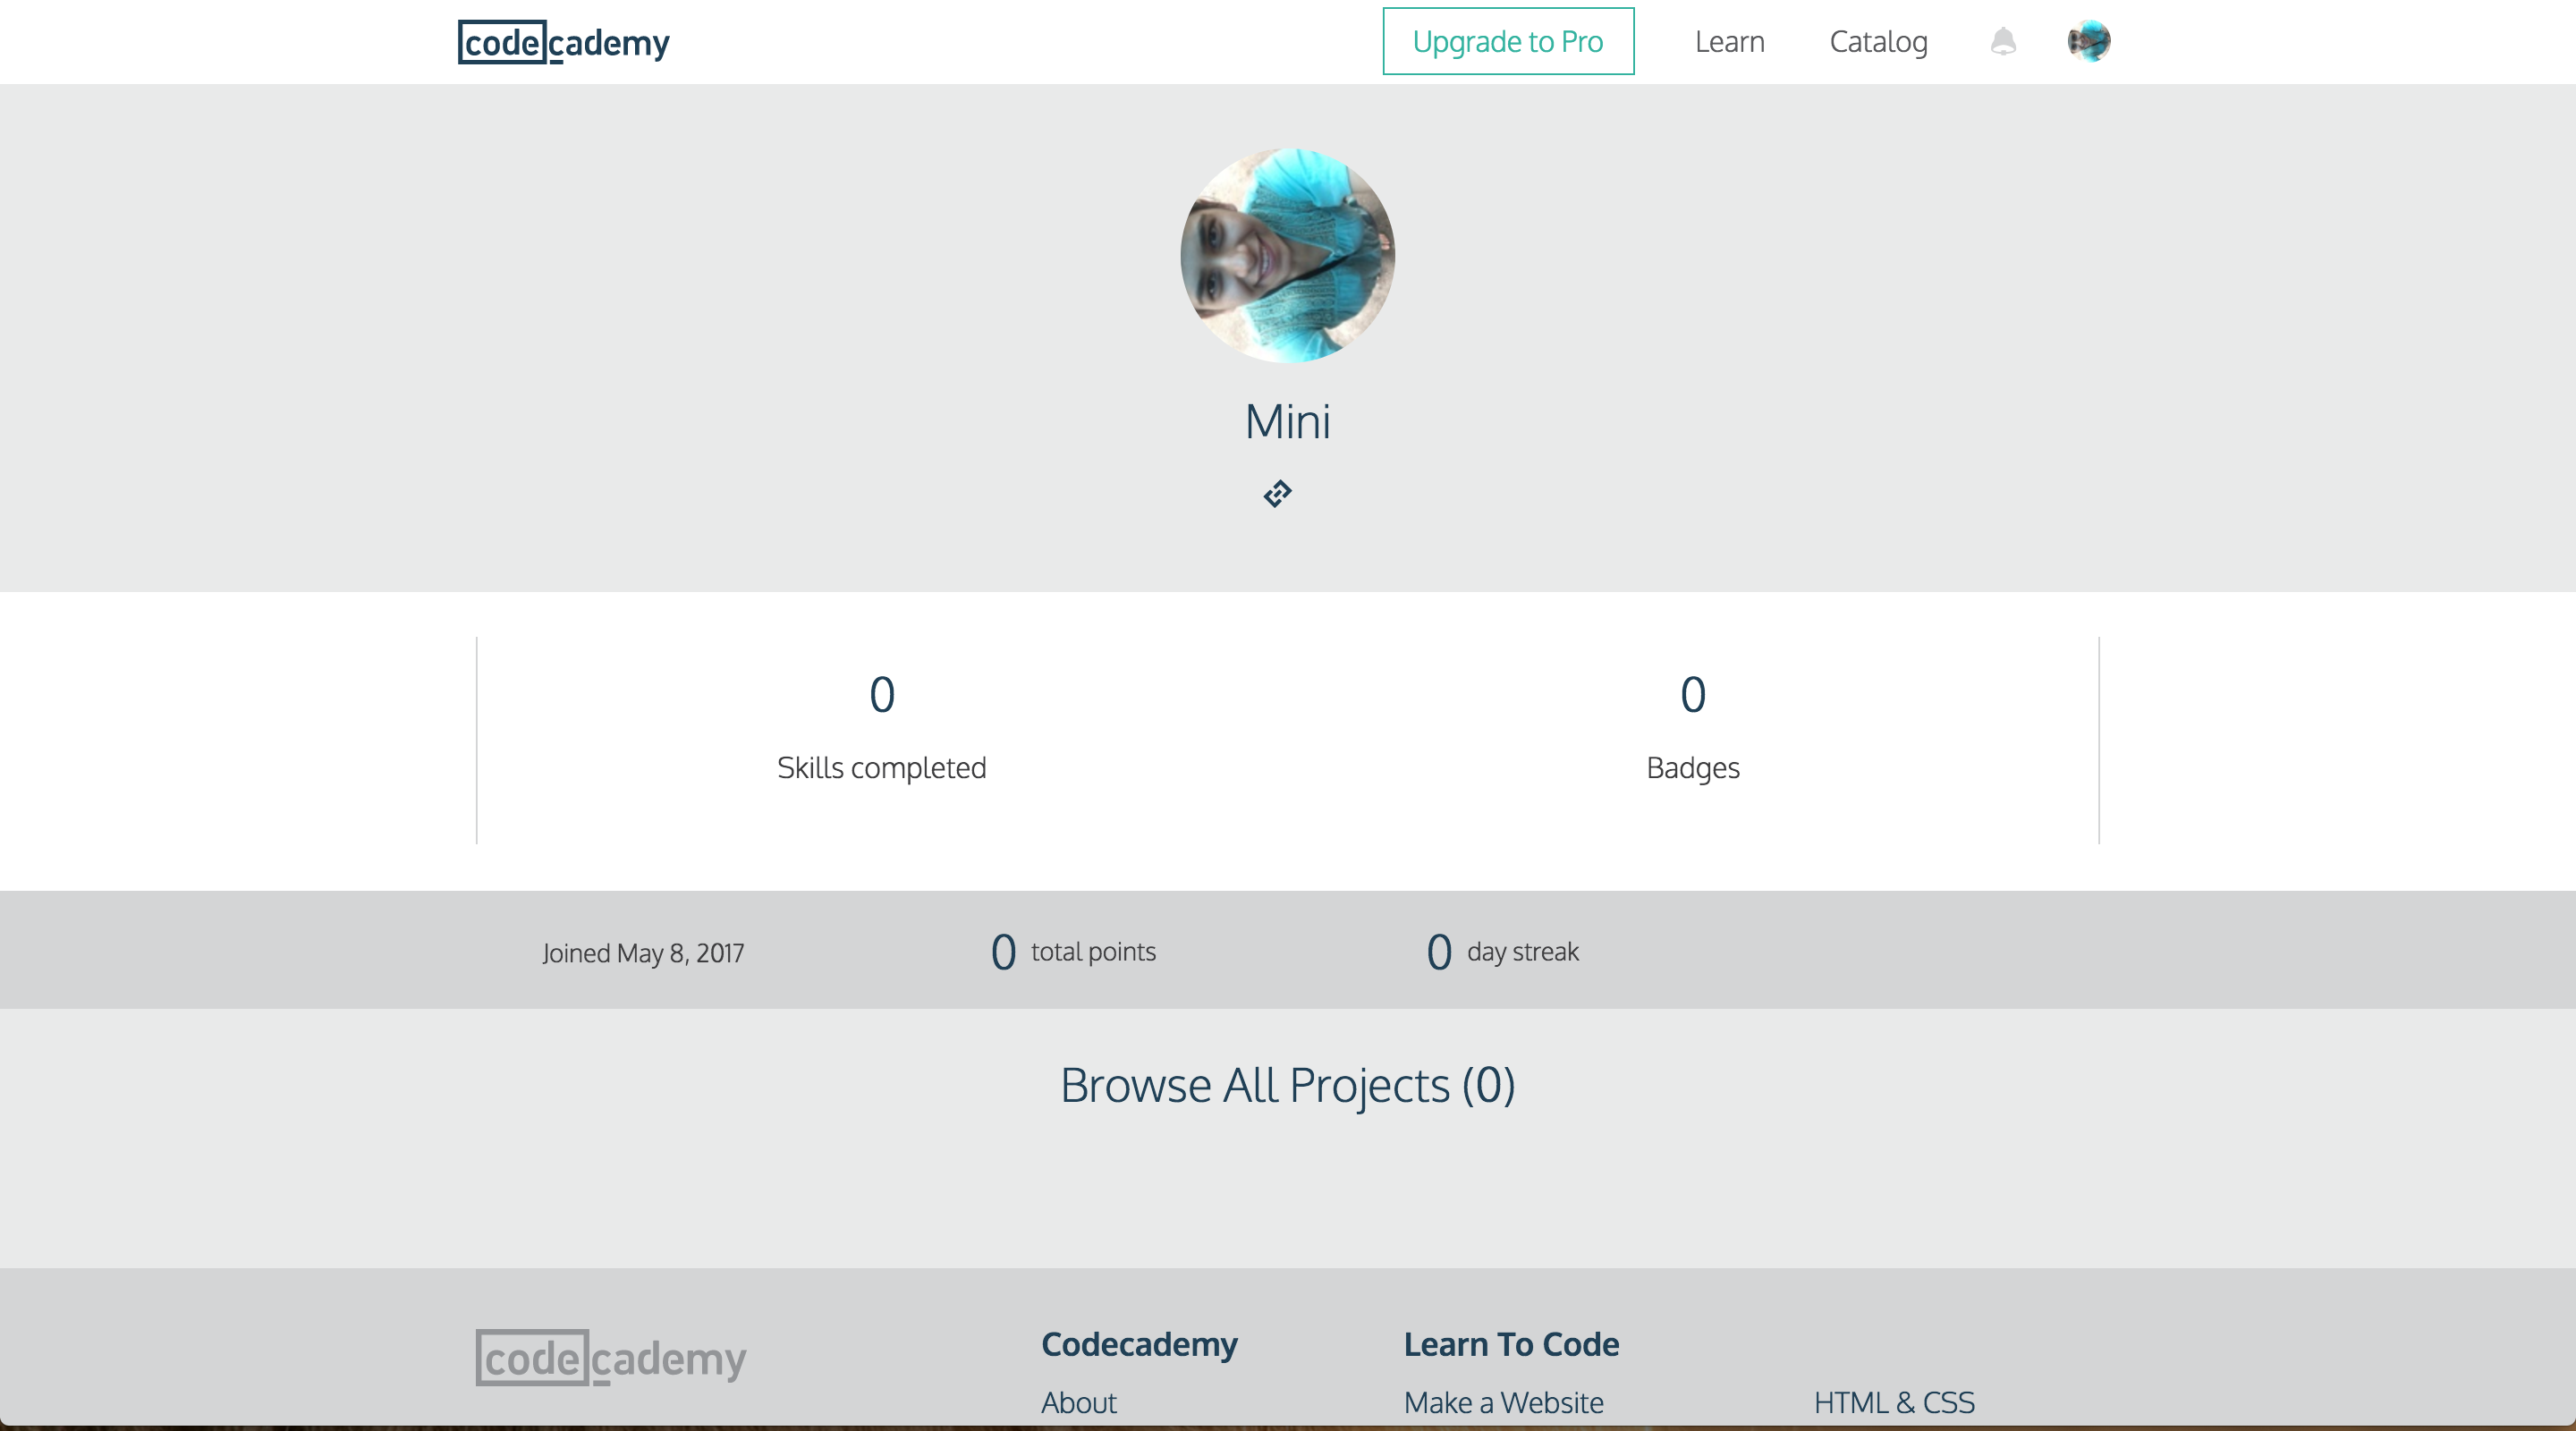 codecademy
Upgrade to Pro
Learn
Catalog
Mini
0
Skills completed
0
Badges
Joined May 8, 2017
0 total points
0 day streak
Browse All Projects (0)
codecademy
Codecademy
Learn To Code
About
Make a Website
HTML & CSS